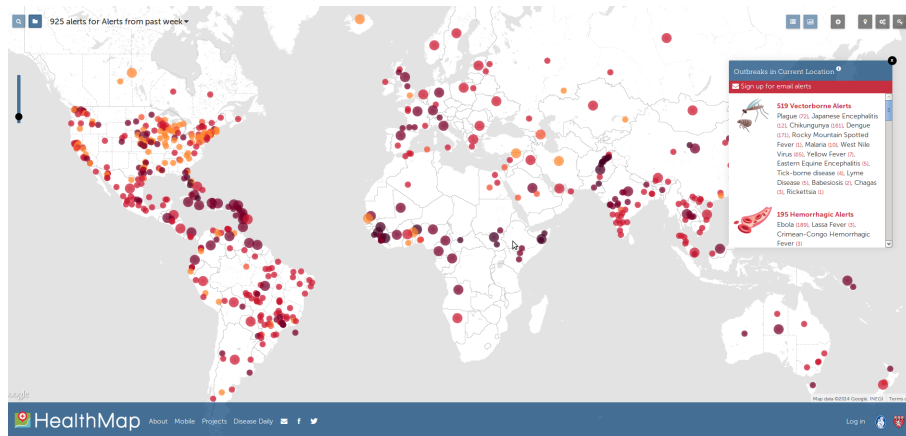 925 alerts for Alerts from past week
Outbreaks in Current Location
Sign up for email alerts
519 Vectorborne Alerts
Plague (72), Japanese Encephalitis
(12), Chikungunya (161), Dengue
(171), Rocky Mountain Spotted
Fever (1), Malaria (10), West Nile
Virus (65), Yellow Fever (7),
Eastern Equine Encephalitis (5),
Tick-borne disease (4), Lyme
Disease (5), Babesiosis (2), Chagas
(3), Rickettsia (1)
195 Hemorrhagic Alerts
Ebola (189), Lassa Fever (3),
Crimean-Congo Hemorrhagic
Fever (3)
Map data ©2014 Google, INEGI Terms
HealthMap About Mobile Projects Disease Daily Log in